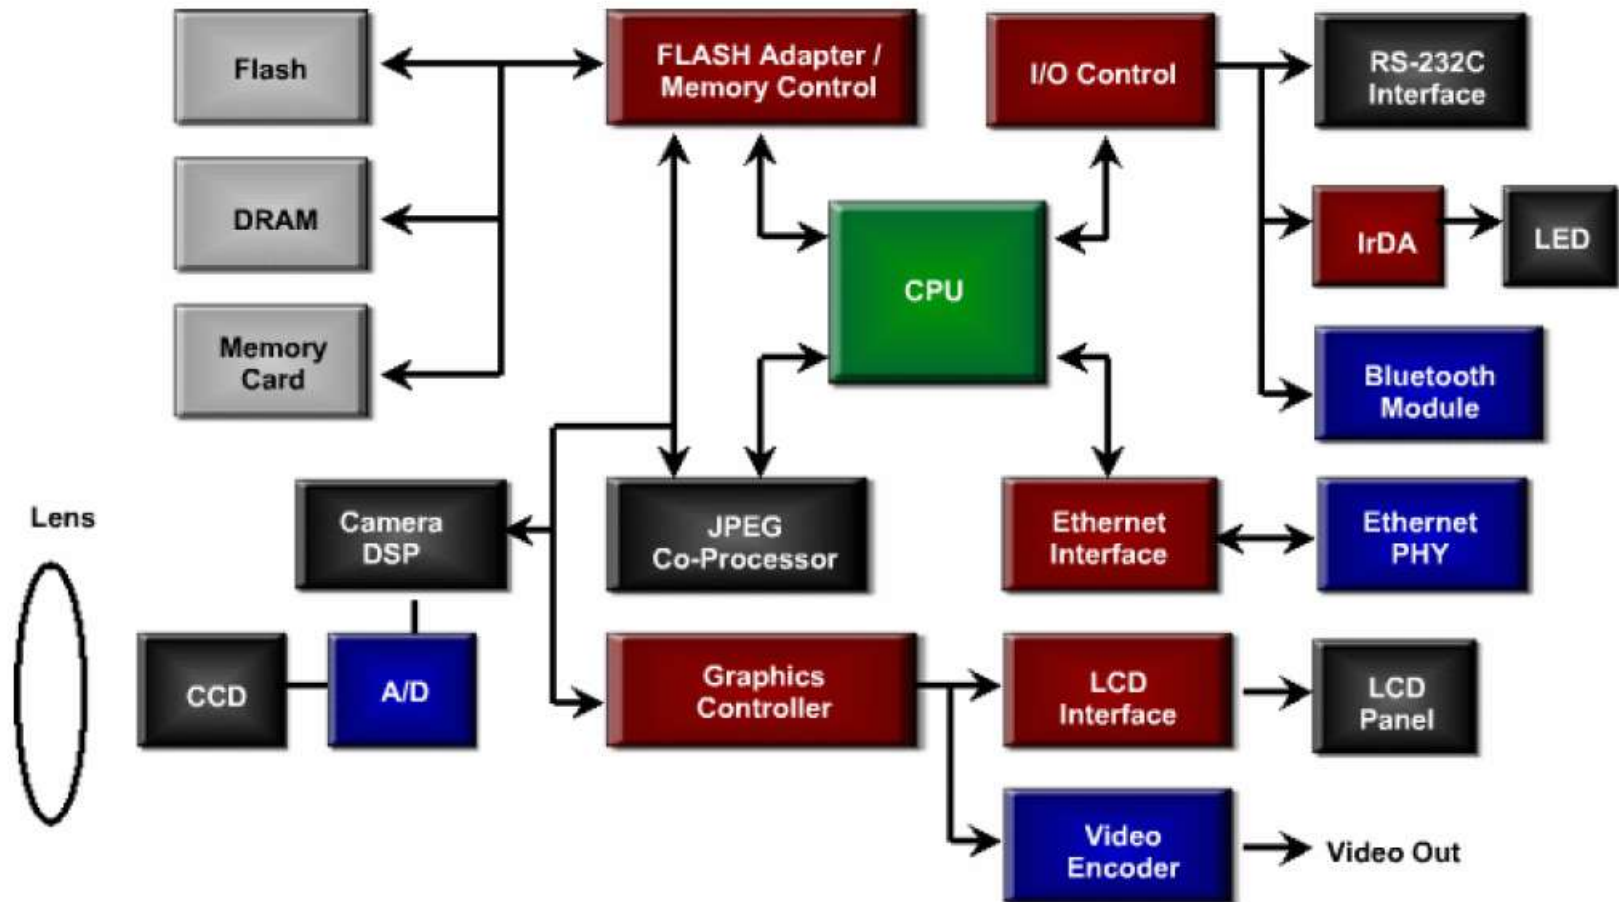 Flash
FLASH Adapter /
Memory Control
I/O Control
RS-232C
Interface
DRAM
CPU
IrDA
LED
Memory
Card
Bluetooth
Module
Lens
Camera
DSP
JPEG
Co-Processor
Ethernet
Interface
Ethernet
PHY
CCD
A/D
Graphics
Controller
LCD
Interface
LCD
Panel
Video
Encoder
Video Out